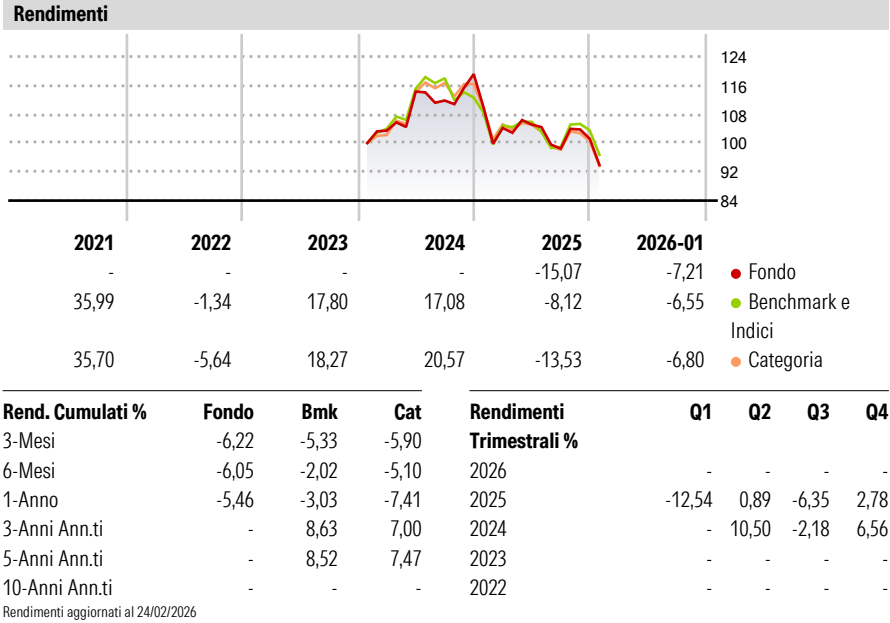 Rendimenti
124
116
108
100
92
84
2021 2022 2023 2024 2025 2026-01
- - - - -15,07 -7,21 Fondo
35,99 -1,34 17,80 17,08 -8,12 -6,55 Benchmark e
Indici
35,70 -5,64 18,27 20,57 -13,53 -6,80 Categoria
Rend. Cumulati % Fondo Bmk Cat
3-Mesi -6,22 -5,33 -5,90
6-Mesi -6,05 -2,02 -5,10
1-Anno -5,46 -3,03 -7,41
3-Anni Ann.ti - 8,63 7,00
5-Anni Ann.ti - 8,52 7,47
10-Anni Ann.ti - - -
Rendimenti Q1 Q2 Q3 Q4
Trimestrali %
2026 - - - -
2025 -12,54 0,89 -6,35 2,78
2024 - 10,50 -2,18 6,56
2023 - - - -
2022 - - - -
Rendimenti aggiornati al 24/02/2026